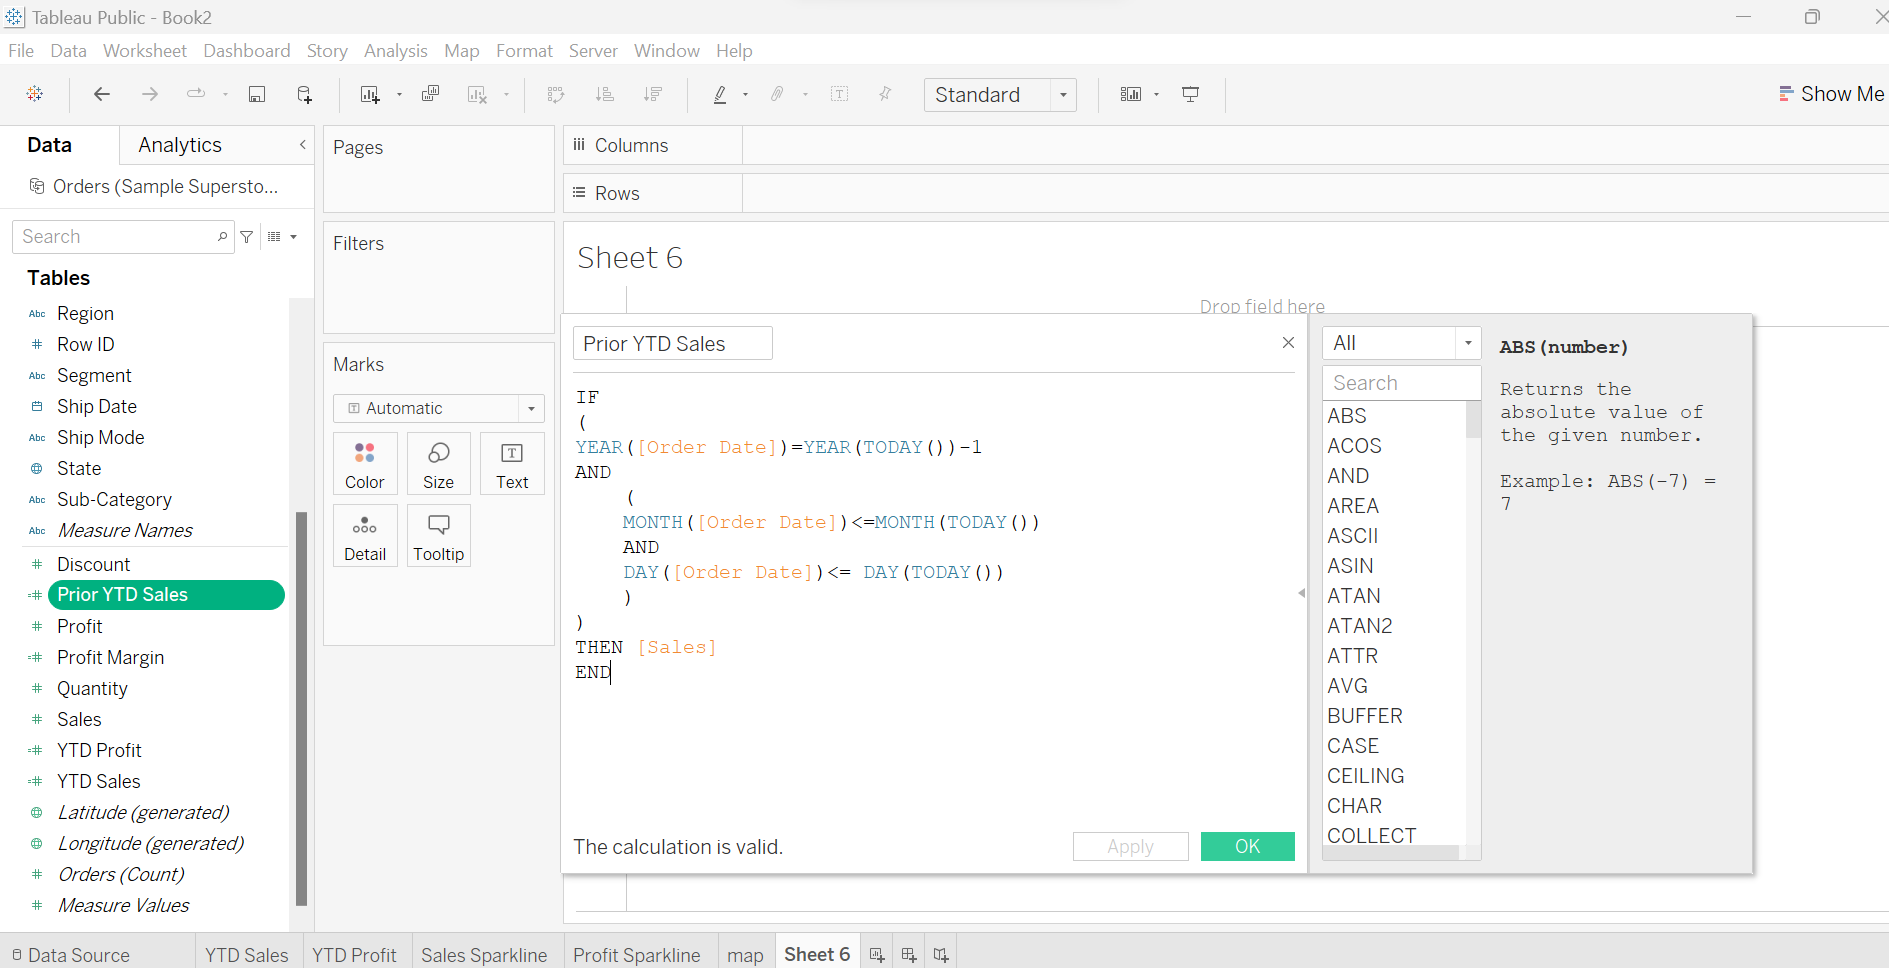 Tableau Public - Book2
File Data Worksheet Dashboard Story Analysis Map Format Server Window Help
Standard
Show Me
Data
Analytics
Orders (Sample Supersto...
Search
Tables
Abc Region
Row ID
Abc Segment
Ship Date
Abc Ship Mode
State
Abc Sub-Category
Abc Measure Names
Discount
Prior YTD Sales
Profit
Profit Margin
Quantity
Sales
YTD Profit
YTD Sales
Latitude (generated)
Longitude (generated)
Orders (Count)
Measure Values
Pages
Filters
Marks
Automatic
Color
Size
Text
Detail
Tooltip
Columns
Rows
Sheet 6
Drop field here
Prior YTD Sales
IF
(
YEAR([Order Date])=YEAR(TODAY())-1
AND
(
MONTH([Order Date])<=MONTH(TODAY())
AND
DAY([Order Date])<= DAY(TODAY())
)
)
THEN [Sales]
END
The calculation is valid.
Apply
OK
All
Search
ABS
ACOS
AND
AREA
ASCII
ASIN
ATAN
ATAN2
ATTR
AVG
BUFFER
CASE
CEILING
CHAR
COLLECT
ABS(number)
Returns the
absolute value of
the given number.
Example: ABS(-7) =
7
Data Source
YTD Sales
YTD Profit
Sales Sparkline
Profit Sparkline
map
Sheet 6